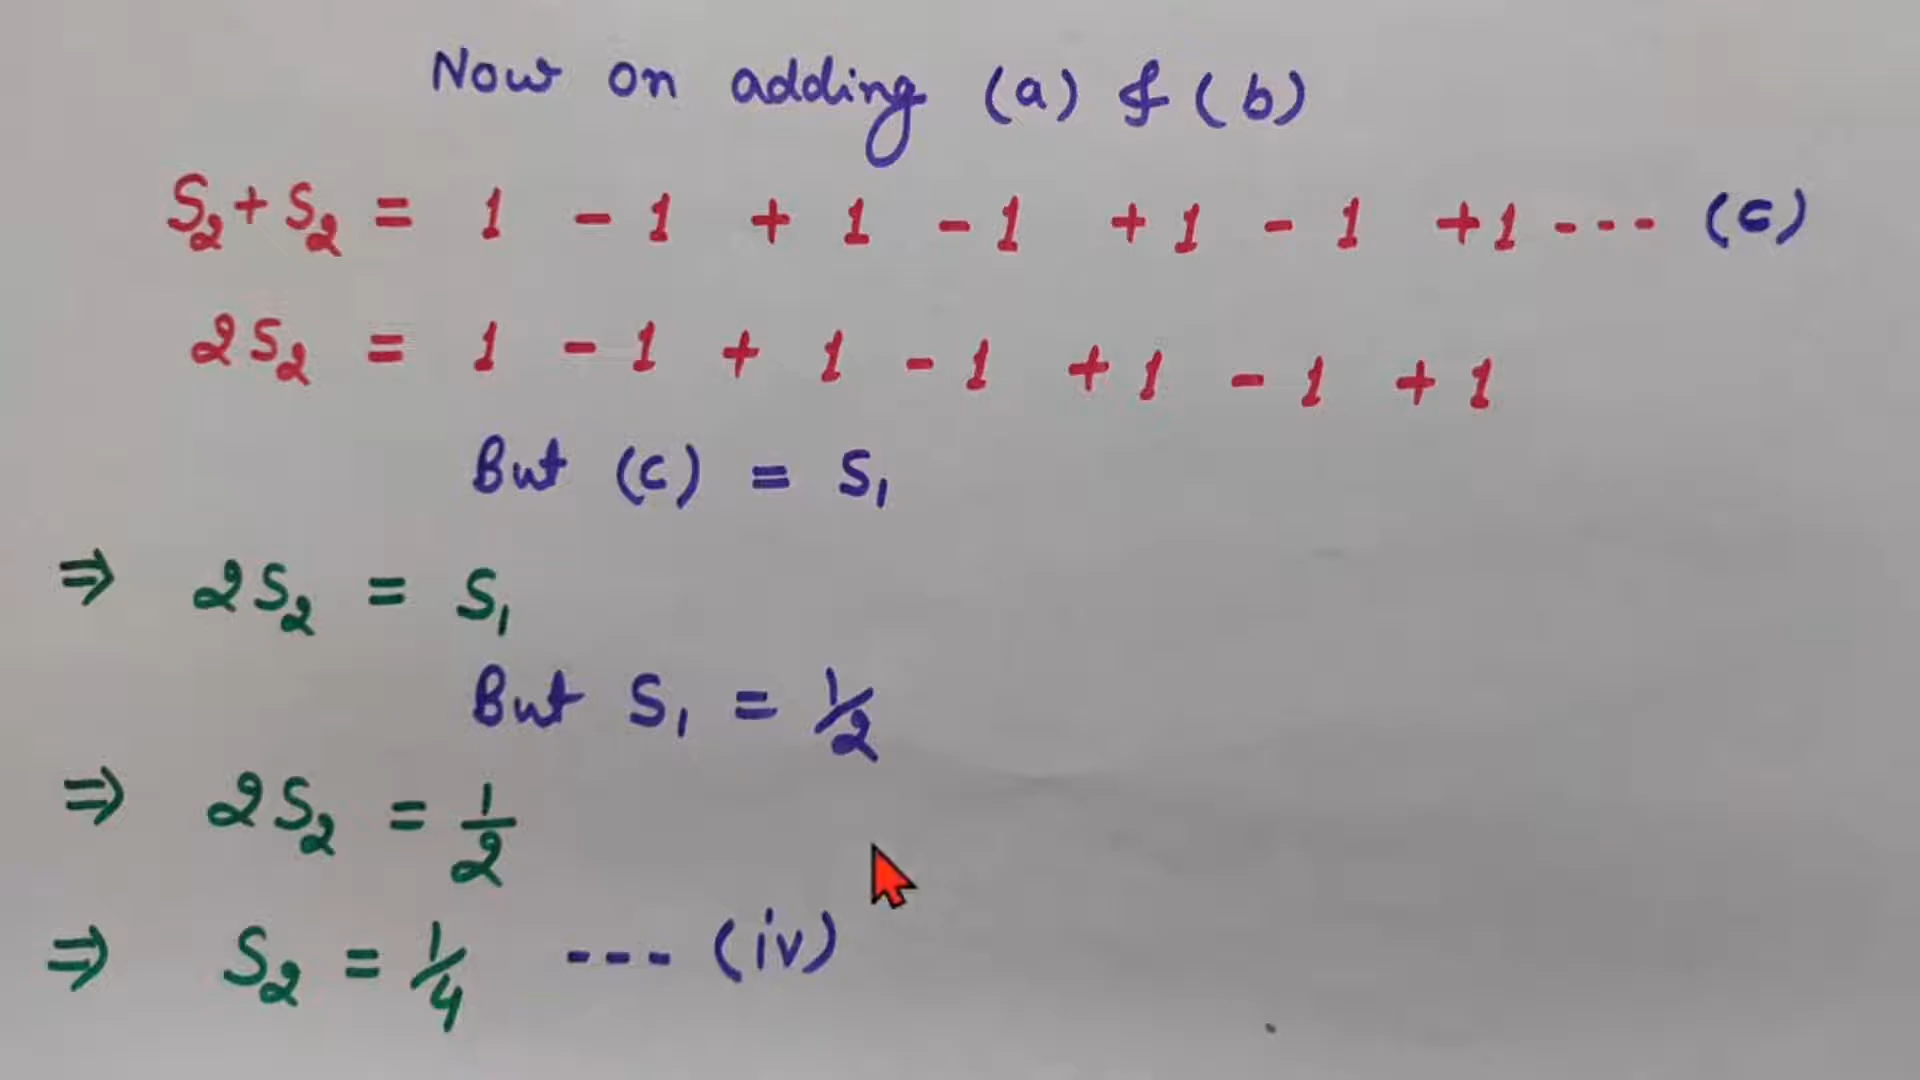 Now on adding (a) & (b)
S₂ + S₂ = 1 - 1 + 1 - 1 + 1 - 1 + 1 --- (c)
2S₂ = 1 - 1 + 1 - 1 + 1 - 1 + 1
But (c) = S₁
⇒ 2S₂ = S₁
But S₁ = 1/2
⇒ 2S₂ = 1/2
⇒ S₂ = 1/4 --- (iv)